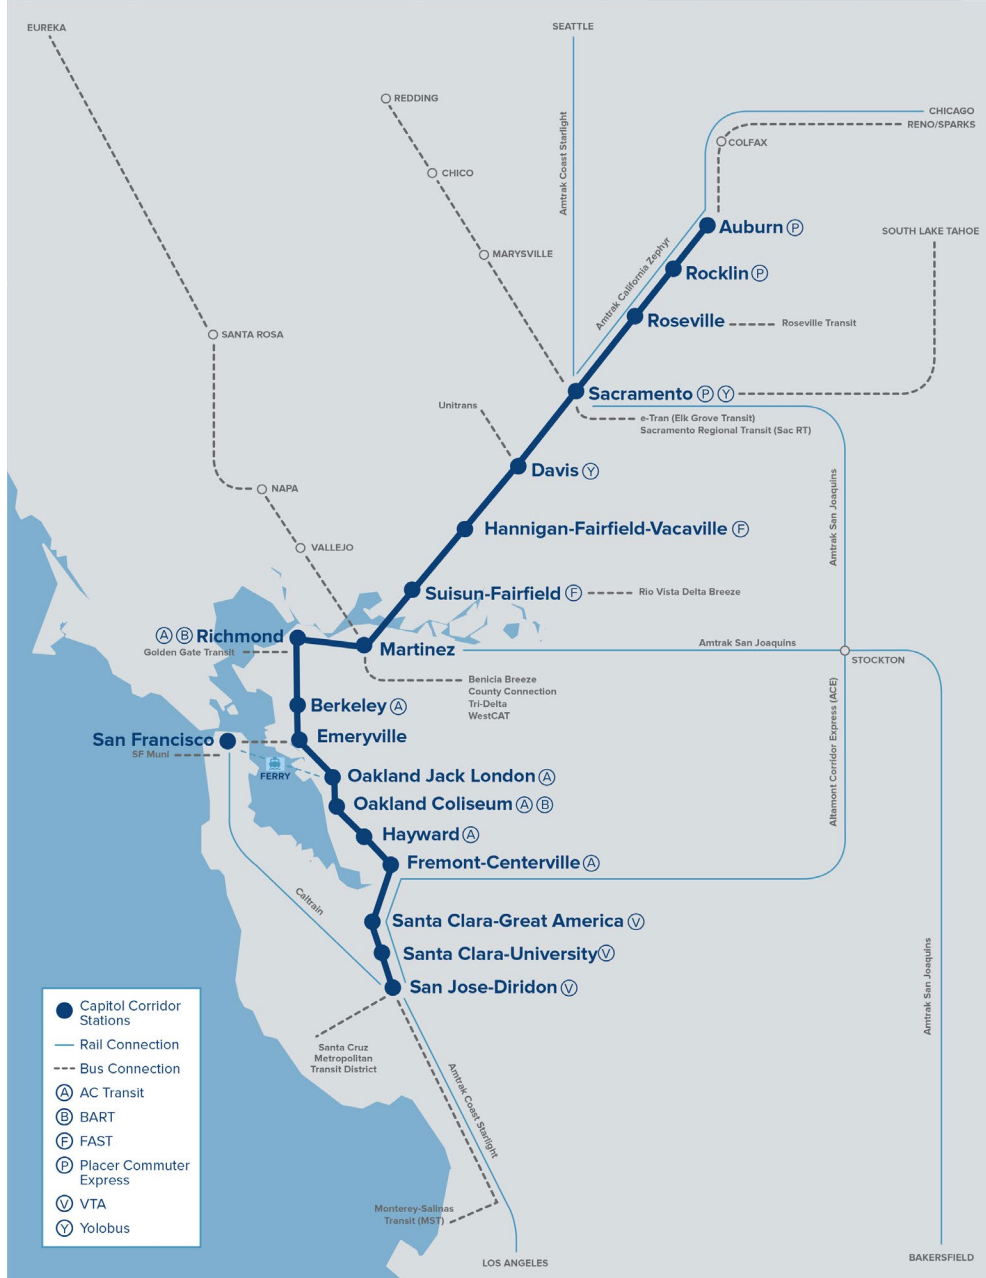 EUREKA
SEATTLE
REDDING
CHICAGO
RENO/SPARKS
COLFAX
Amtrak Coast Starlight
CHICO
Auburn P
SOUTH LAKE TAHOE
MARYSVILLE
Amtrak California Zephyr
Rocklin P
Roseville
Roseville Transit
SANTA ROSA
Sacramento P Y
Unitrans
e-Tran (Elk Grove Transit)
Sacramento Regional Transit (Sac RT)
Davis Y
NAPA
Amtrak San Joaquins
Hannigan-Fairfield-Vacaville F
VALLEJO
Suisun-Fairfield F
Rio Vista Delta Breeze
A B Richmond
Golden Gate Transit
Martinez
Amtrak San Joaquins
STOCKTON
Benicia Breeze
County Connection
Tri-Delta
WestCAT
Berkeley A
Altamont Corridor Express (ACE)
San Francisco
SF Muni
Emeryville
FERRY
Oakland Jack London A
Oakland Coliseum A B
Hayward A
Fremont-Centerville A
Caltrain
Santa Clara-Great America V
Santa Clara-University V
San Jose-Diridon V
Amtrak San Joaquins
Santa Cruz
Metropolitan
Transit District
Amtrak Coast Starlight
Monterey-Salinas
Transit (MST)
LOS ANGELES
BAKERSFIELD
Capitol Corridor
Stations
Rail Connection
Bus Connection
A AC Transit
B BART
F FAST
P Placer Commuter
Express
V VTA
Y Yolobus